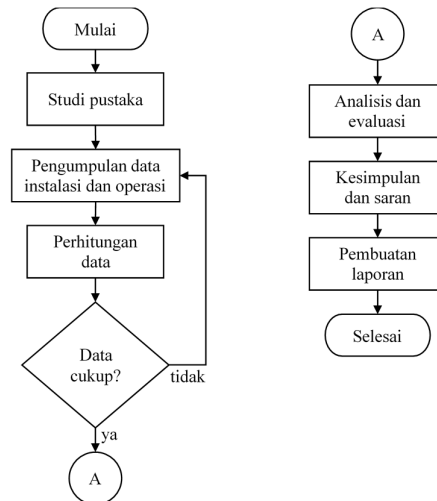 Mulai
Studi pustaka
Pengumpulan data
instalasi dan operasi
Perhitungan
data
Data
cukup?
tidak
ya
A
A
Analisis dan
evaluasi
Kesimpulan
dan saran
Pembuatan
laporan
Selesai